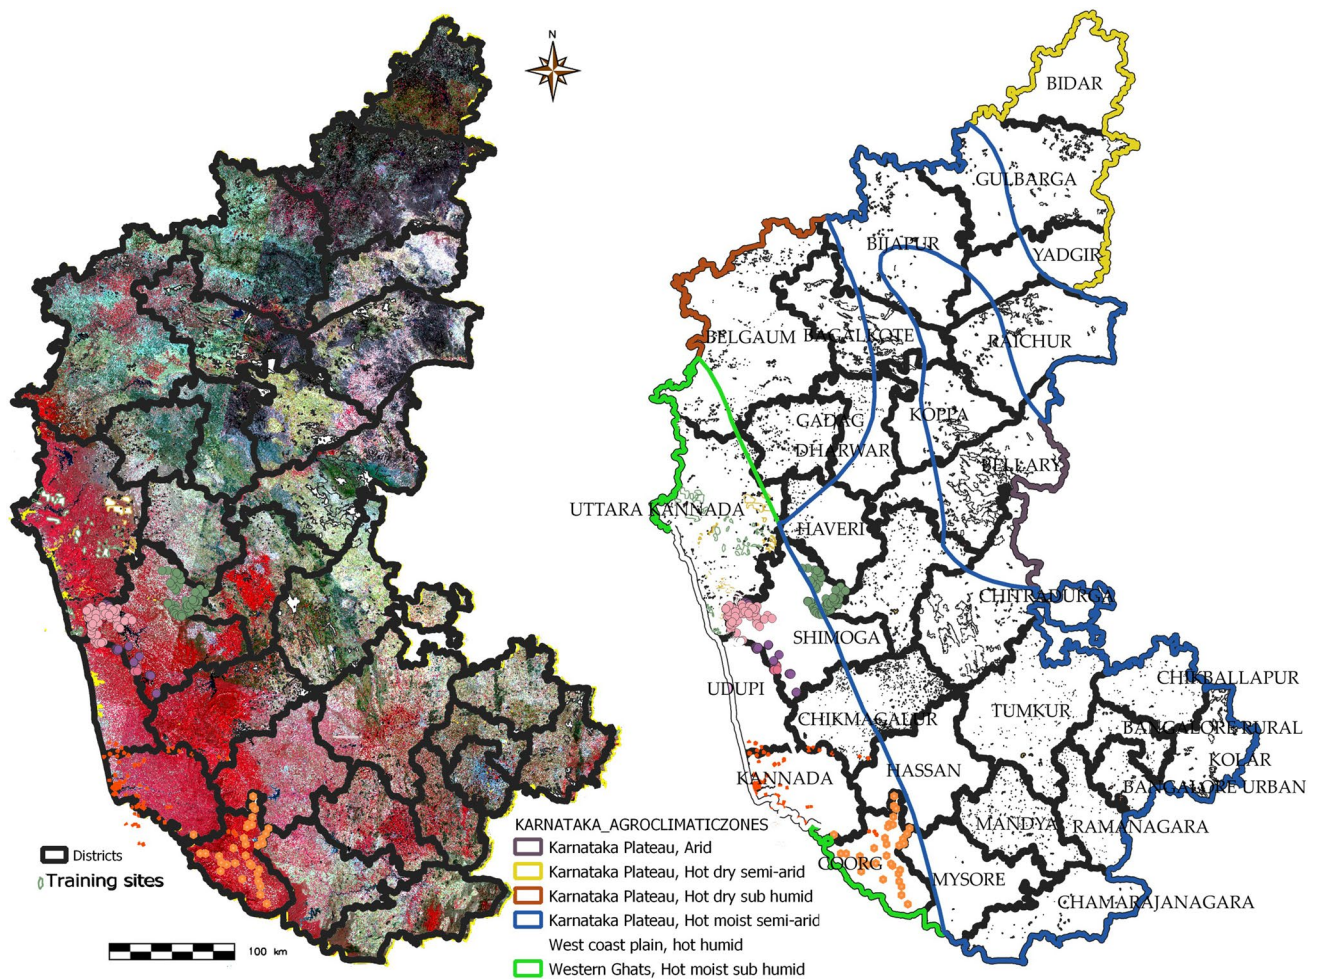 N
BIDAR
GULBARGA
BIJAPUR
YADGIR
BELGAUM
BAGALKOTE
RAICHUR
GADAG
KOPPA
DHARWAR
BELLARY
UTTARA KANNADA
HAVERI
CHITRADURGA
SHIMOGA
UDUPI
CHIKBALLAPUR
CHIKMAGALUR
TUMKUR
BANGALORE RURAL
KANNADA
HASSAN
KOLAR
BANGALORE URBAN
MANDYA
RAMANAGARA
COORG
MYSORE
CHAMARAJANAGARA
Districts
Training sites
100 km
KARNATAKA_AGROCLIMATICZONES
Karnataka Plateau, Arid
Karnataka Plateau, Hot dry semi-arid
Karnataka Plateau, Hot dry sub humid
Karnataka Plateau, Hot moist semi-arid
West coast plain, hot humid
Western Ghats, Hot moist sub humid